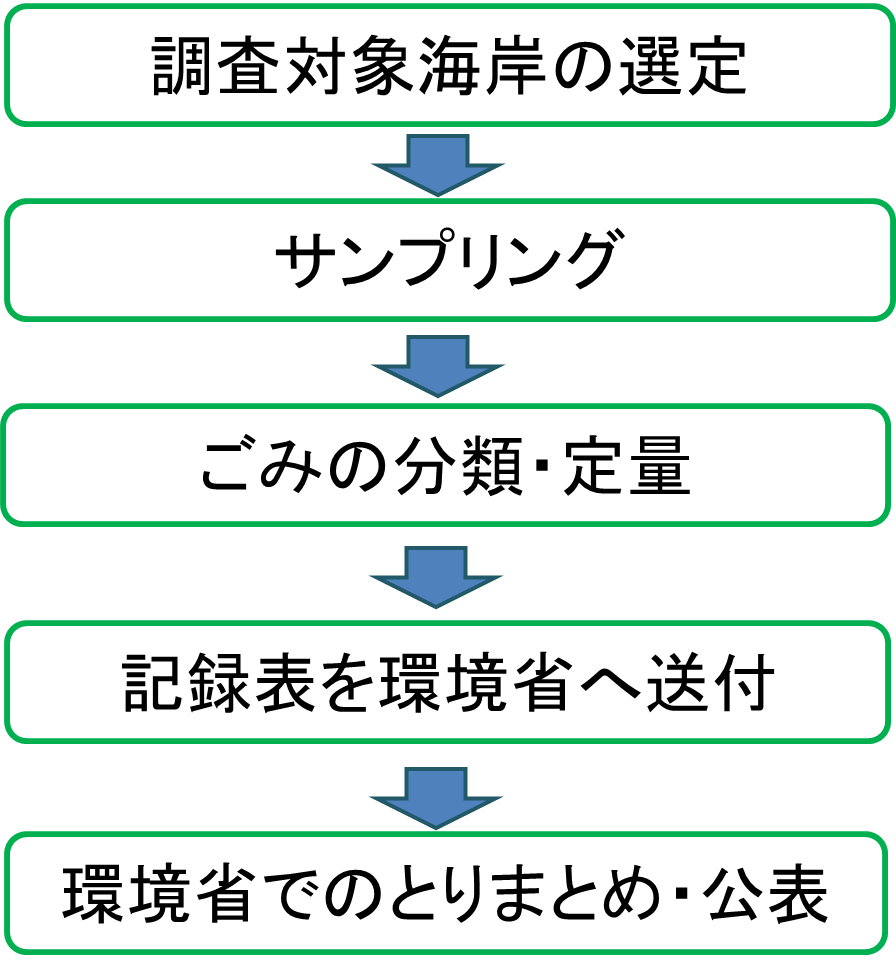 調査対象海岸の選定
サンプリング
ごみの分類・定量
記録表を環境省へ送付
環境省でのとりまとめ・公表